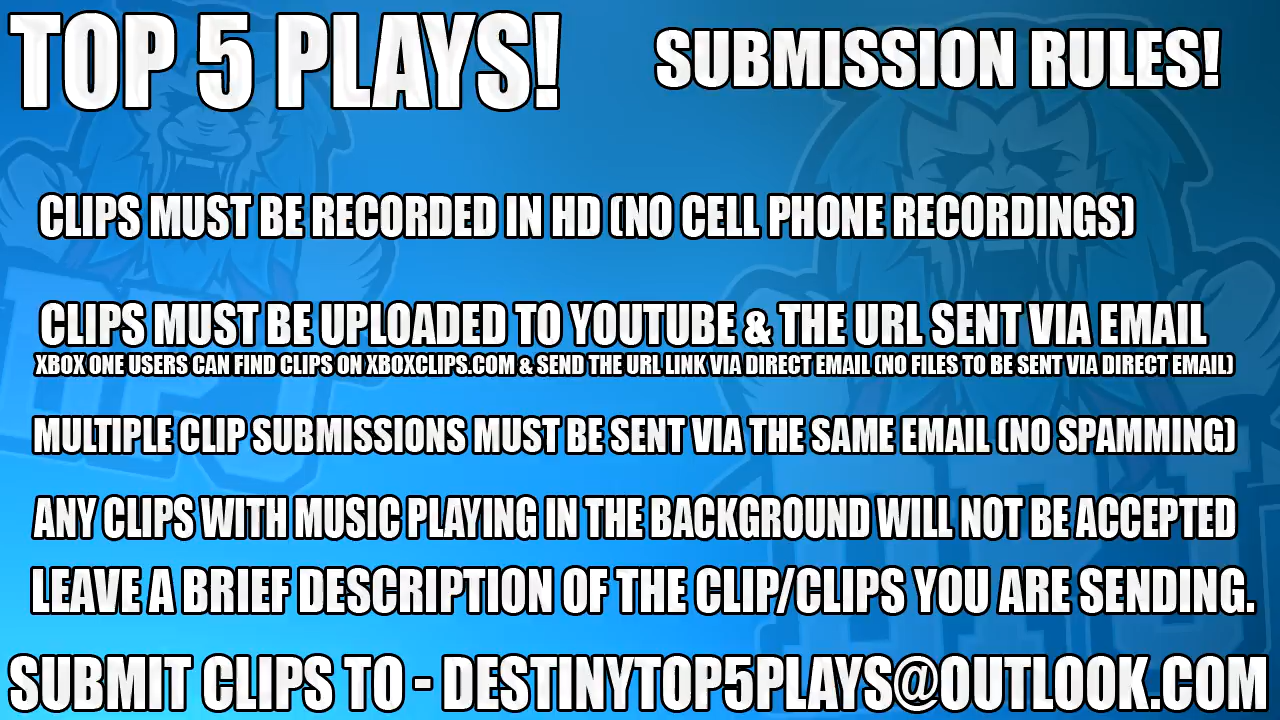 TOP 5 PLAYS!
SUBMISSION RULES!
CLIPS MUST BE RECORDED IN HD (NO CELL PHONE RECORDINGS)
CLIPS MUST BE UPLOADED TO YOUTUBE & THE URL SENT VIA EMAIL
XBOX ONE USERS CAN FIND CLIPS ON XBOXCLIPS.COM & SEND THE URL LINK VIA DIRECT EMAIL (NO FILES TO BE SENT VIA DIRECT EMAIL)
MULTIPLE CLIP SUBMISSIONS MUST BE SENT VIA THE SAME EMAIL (NO SPAMMING)
ANY CLIPS WITH MUSIC PLAYING IN THE BACKGROUND WILL NOT BE ACCEPTED
LEAVE A BRIEF DESCRIPTION OF THE CLIP/CLIPS YOU ARE SENDING.
SUBMIT CLIPS TO - DESTINYTOP5PLAYS@OUTLOOK.COM